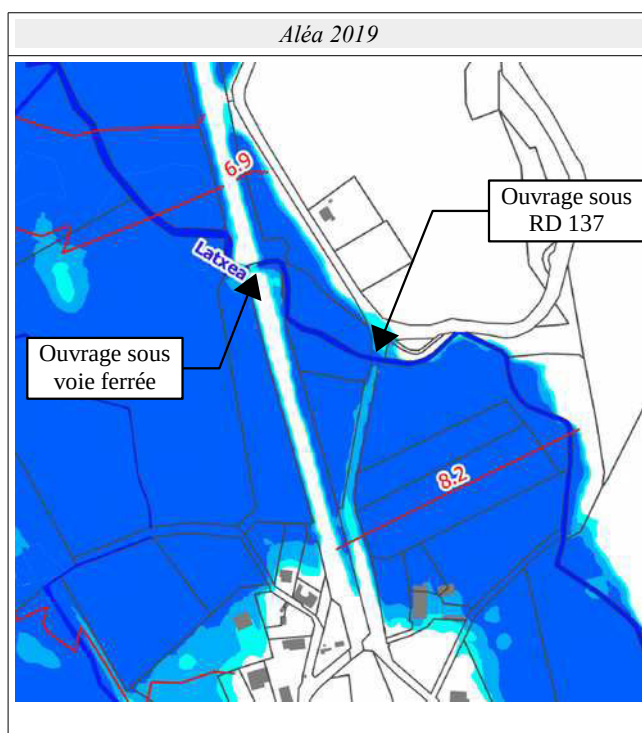 Aléa 2019
6.9
Ouvrage sous
RD 137
Latxea
Ouvrage sous
voie ferrée
8.2